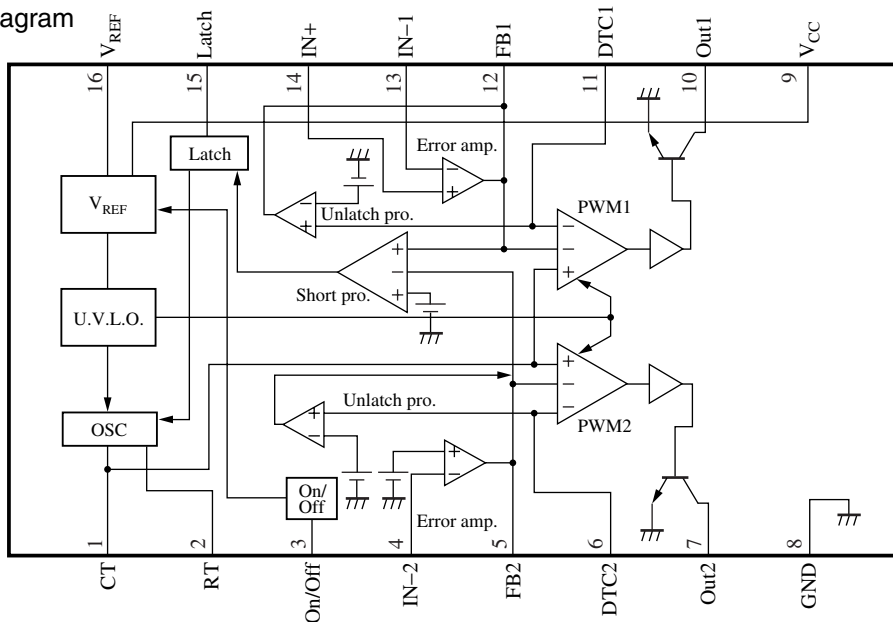 agram
VREF
Latch
IN+
IN−1
FB1
DTC1
Out1
VCC
16
15
14
13
12
11
10
9
Latch
Error amp.
VREF
Unlatch pro.
PWM1
+
−
+
−
+
−
+
−
−
+
Short pro.
U.V.L.O.
+
−
−
Unlatch pro.
PWM2
OSC
+
−
+
−
On/
Off
Error amp.
1
2
3
4
5
6
7
8
CT
RT
On/Off
IN−2
FB2
DTC2
Out2
GND